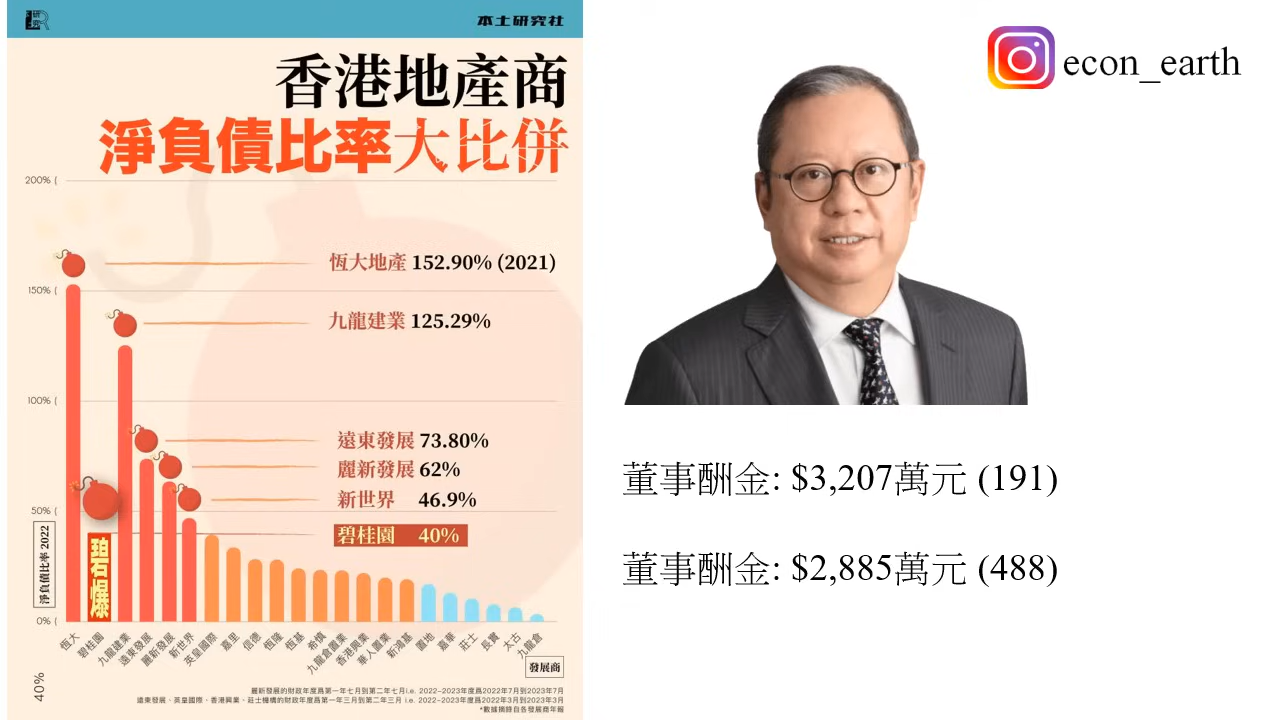 本土研究社
香港地產商
淨負債比率大比併
200%
150%
100%
50%
0%
恆大地產 152.90% (2021)
九龍建業 125.29%
遠東發展 73.80%
麗新發展 62%
新世界 46.9%
碧桂園 40%
碧爆
淨負債比率 2022
恆大
碧桂園
九龍建業
遠東發展
麗新發展
新世界
英皇國際
嘉里
信德
恆隆
恆基
希慎
九龍倉置業
香港興業
華人置業
新鴻基
置地
嘉華
莊士
長實
太古
九龍倉
發展商
40%
麗新發展的財政年度爲第一年七月到第二年七月i.e. 2022-2023年度爲2022年7月到2023年7月
遠東發展、英皇國際、香港興業、莊士機構的財政年度爲第一年三月到第二年三月 i.e. 2022-2023年度爲2022年3月到2023年3月
*數據摘錄自各發展商年報
econ_earth
董事酬金: $3,207萬元 (191)
董事酬金: $2,885萬元 (488)